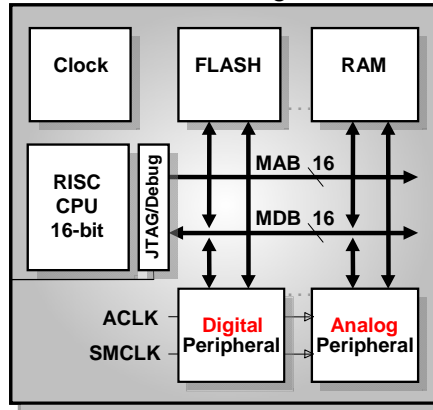 Clock
FLASH
RAM
MAB 16
RISC
CPU
16-bit
JTAG/Debug
MDB 16
ACLK
SMCLK
Digital
Peripheral
Analog
Peripheral